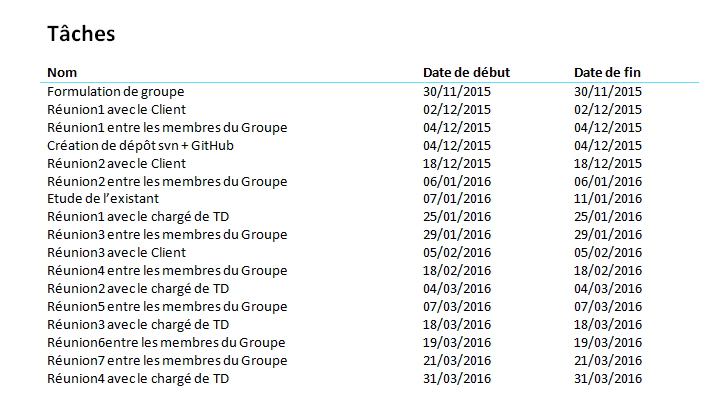 Tâches
Nom Date de début Date de fin
Formulation de groupe 30/11/2015 30/11/2015
Réunion1 avec le Client 02/12/2015 02/12/2015
Réunion1 entre les membres du Groupe 04/12/2015 04/12/2015
Création de dépôt svn + GitHub 04/12/2015 04/12/2015
Réunion2 avec le Client 18/12/2015 18/12/2015
Réunion2 entre les membres du Groupe 06/01/2016 06/01/2016
Etude de l'existant 07/01/2016 11/01/2016
Réunion1 avec le chargé de TD 25/01/2016 25/01/2016
Réunion3 entre les membres du Groupe 29/01/2016 29/01/2016
Réunion3 avec le Client 05/02/2016 05/02/2016
Réunion4 entre les membres du Groupe 18/02/2016 18/02/2016
Réunion2 avec le chargé de TD 04/03/2016 04/03/2016
Réunion5 entre les membres du Groupe 07/03/2016 07/03/2016
Réunion3 avec le chargé de TD 18/03/2016 18/03/2016
Réunion6entre les membres du Groupe 19/03/2016 19/03/2016
Réunion7 entre les membres du Groupe 21/03/2016 21/03/2016
Réunion4 avec le chargé de TD 31/03/2016 31/03/2016